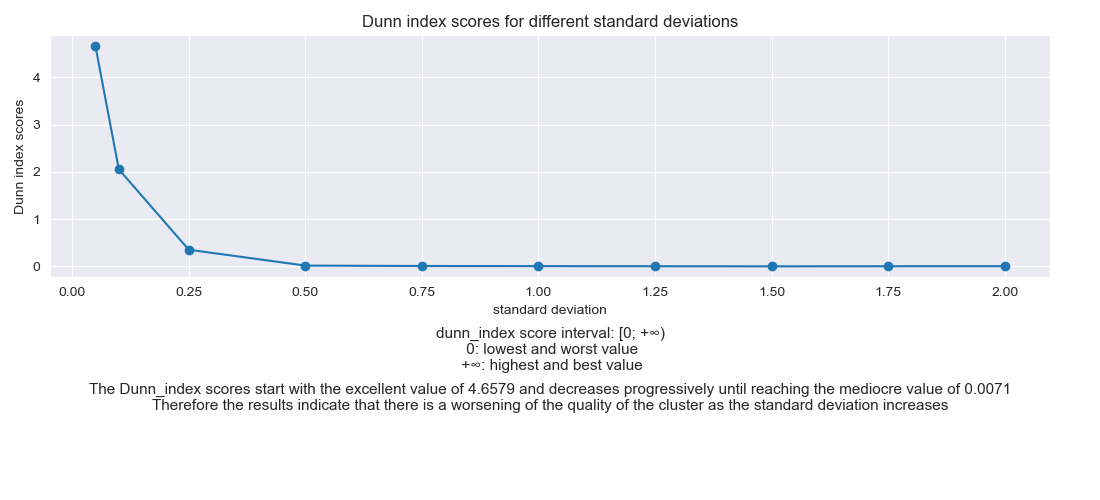 Dunn index scores for different standard deviations
Dunn index scores
4
3
2
1
0
0.00 0.25 0.50 0.75 1.00 1.25 1.50 1.75 2.00
standard deviation
dunn_index score interval: [0; +∞)
0: lowest and worst value
+∞: highest and best value
The Dunn_index scores start with the excellent value of 4.6579 and decreases progressively until reaching the mediocre value of 0.0071
Therefore the results indicate that there is a worsening of the quality of the cluster as the standard deviation increases